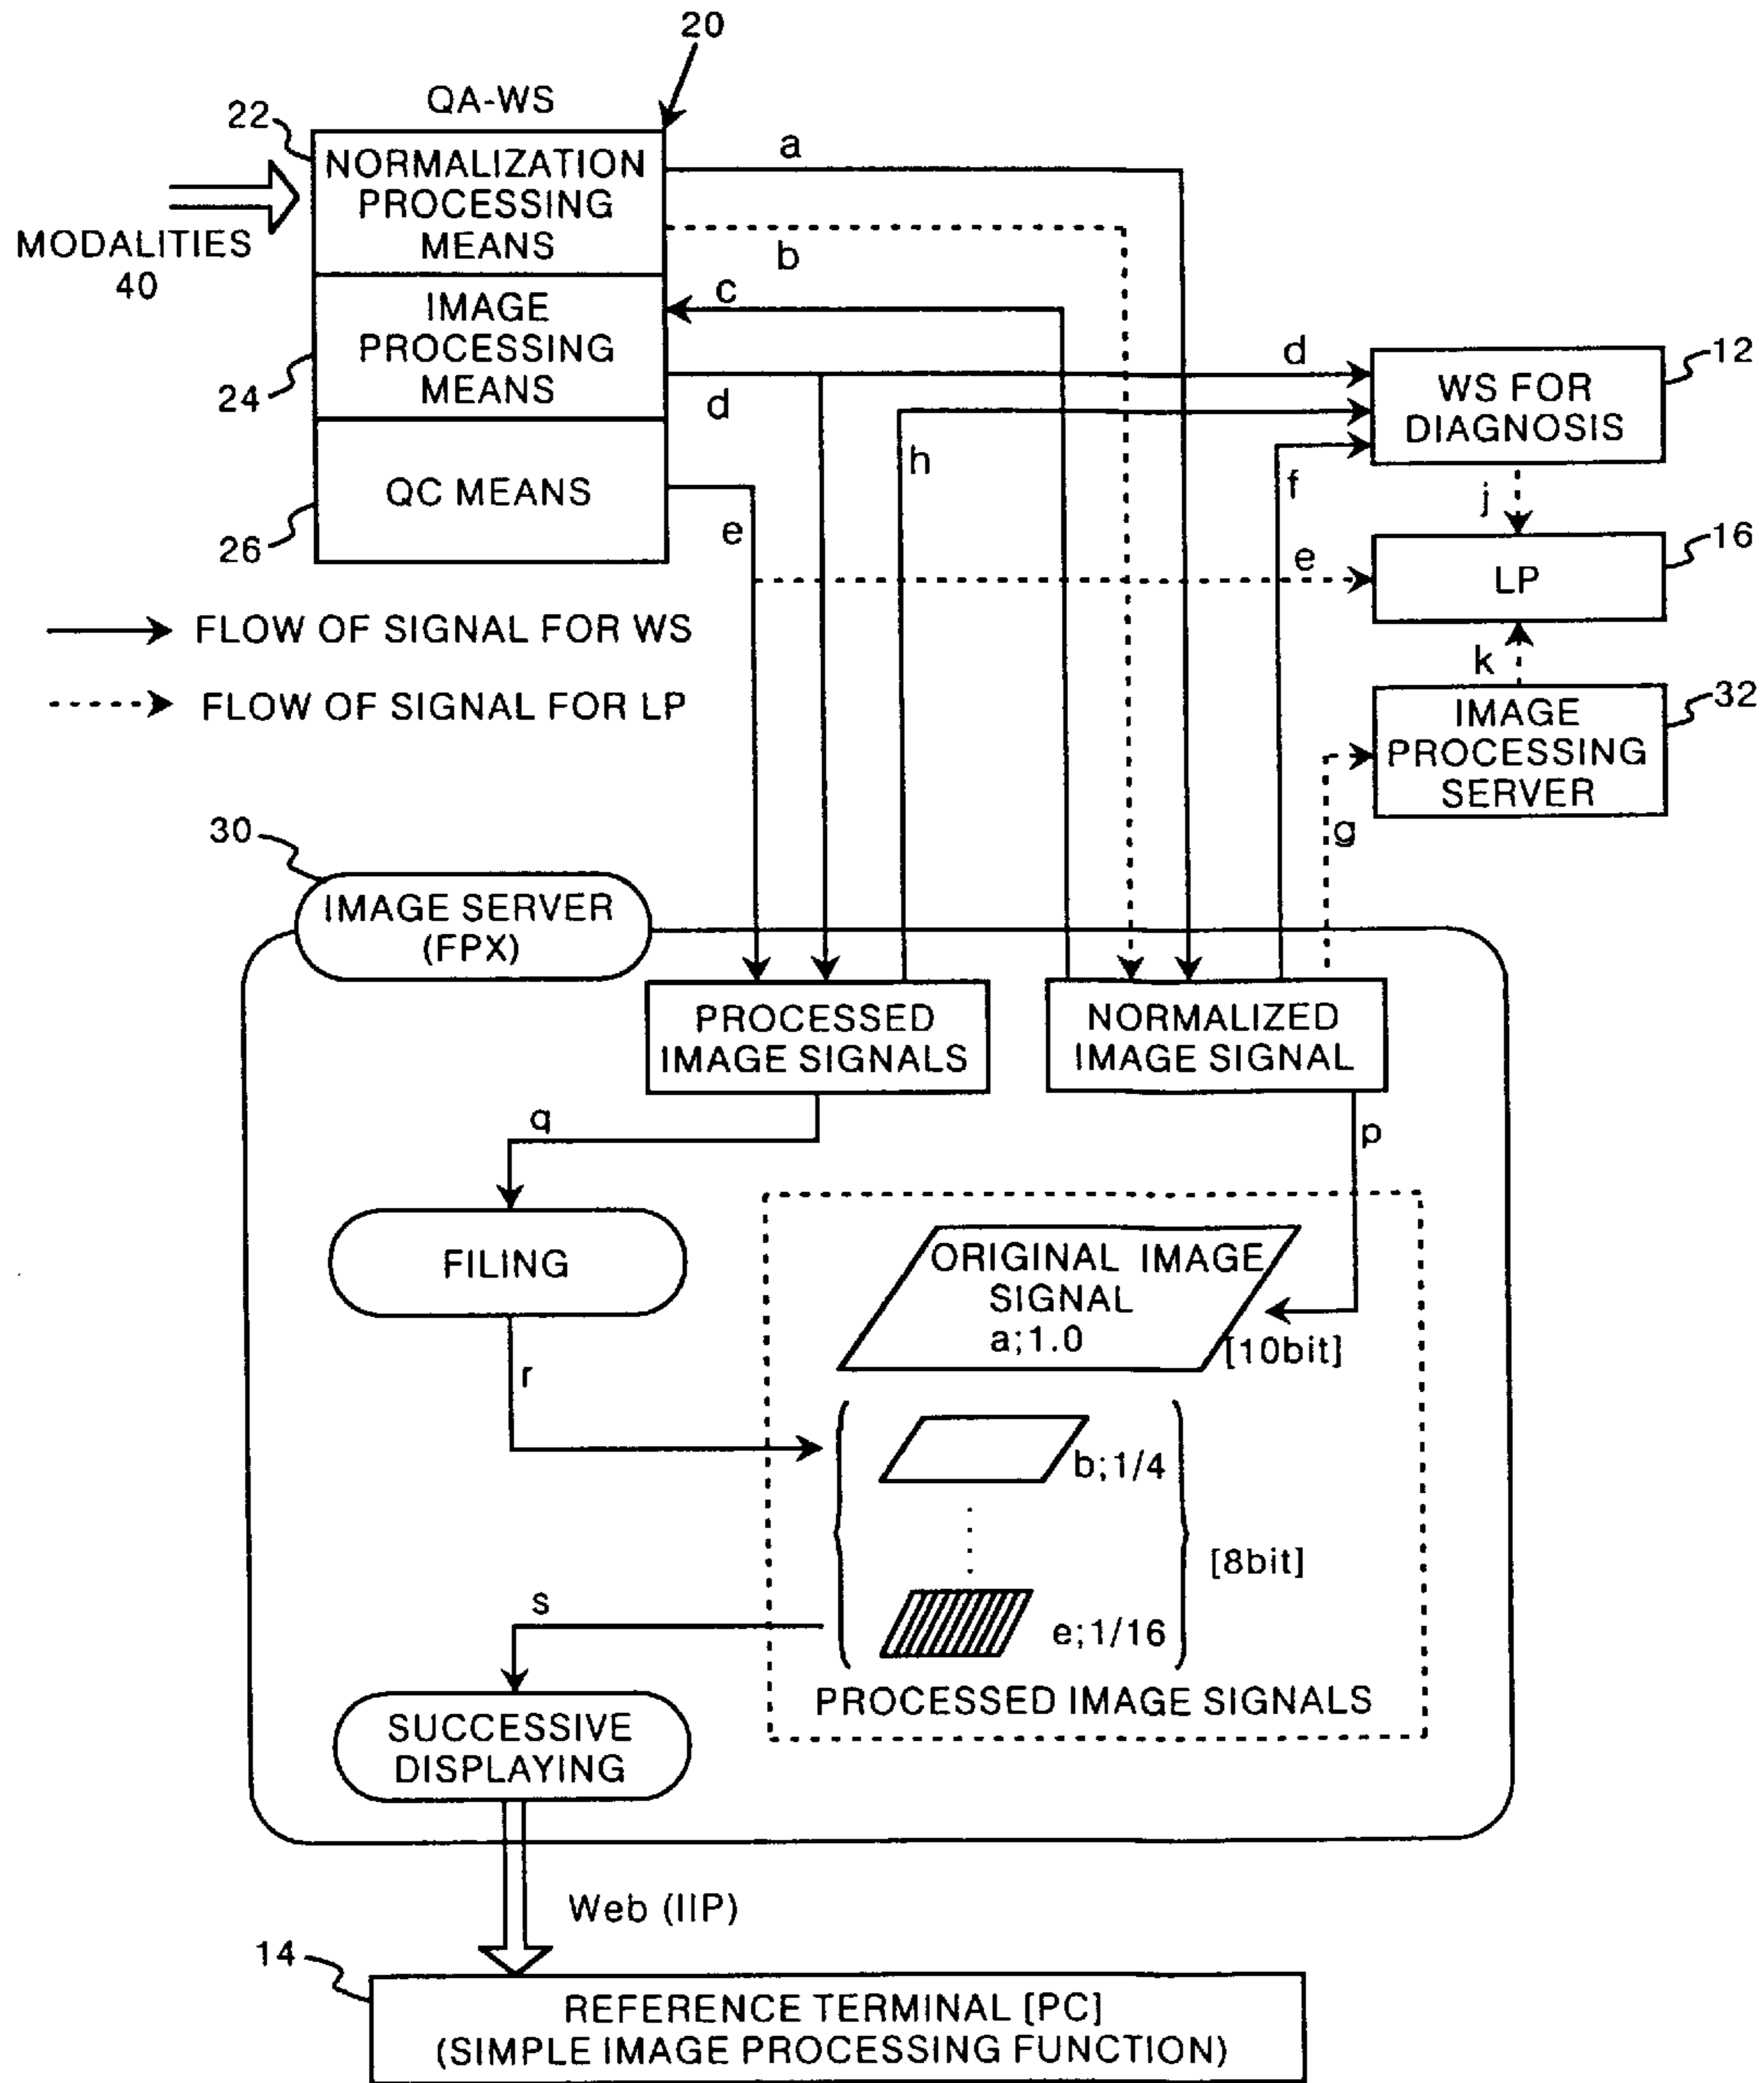 20
QA-WS
22
NORMALIZATION
PROCESSING
MEANS
MODALITIES
40
a
b
c
IMAGE
PROCESSING
MEANS
24
d
d
12
WS FOR
DIAGNOSIS
QC MEANS
26
e
h
f
j
e
16
LP
k
FLOW OF SIGNAL FOR WS
FLOW OF SIGNAL FOR LP
32
IMAGE
PROCESSING
SERVER
g
30
IMAGE SERVER
(FPX)
PROCESSED
IMAGE SIGNALS
NORMALIZED
IMAGE SIGNAL
q
p
FILING
ORIGINAL IMAGE
SIGNAL
a;1.0
[10bit]
r
b;1/4
[8bit]
s
e;1/16
PROCESSED IMAGE SIGNALS
SUCCESSIVE
DISPLAYING
Web (IIP)
14
REFERENCE TERMINAL [PC]
(SIMPLE IMAGE PROCESSING FUNCTION)